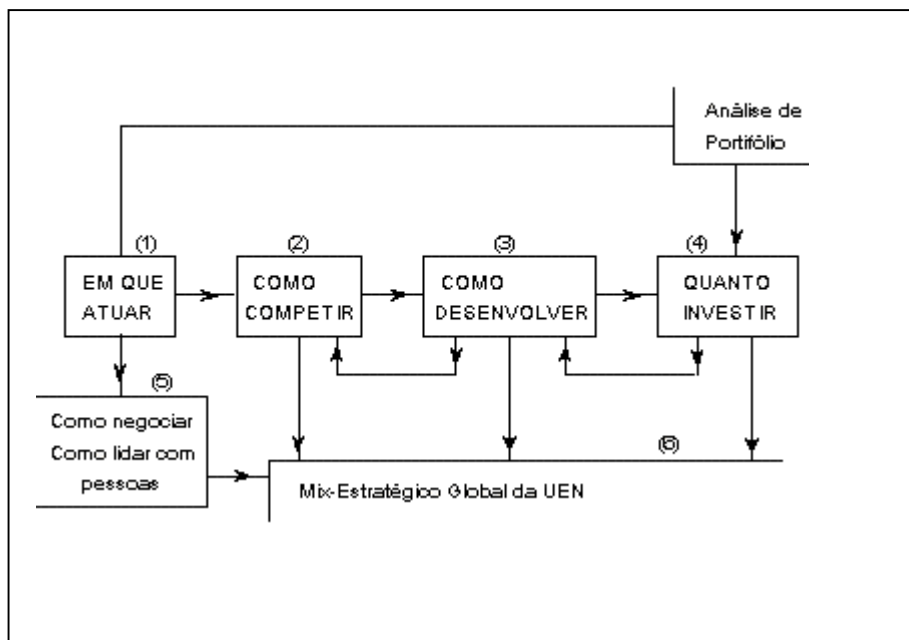 Análise de
Portifólio
(1)
EM QUE
ATUAR
(2)
COMO
COMPETIR
(3)
COMO
DESENVOLVER
(4)
QUANTO
INVESTIR
(5)
Como negociar
Como lidar com
pessoas
(6)
Mix-Estratégico Global da UEN